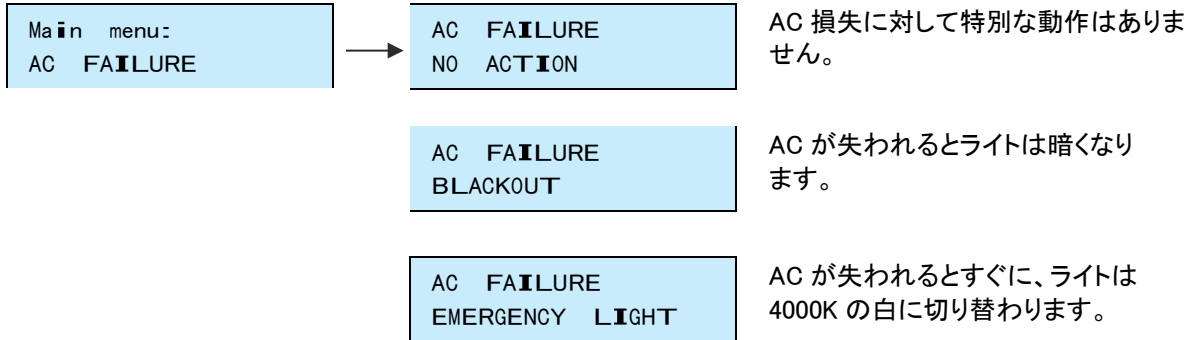 Main menu:
AC FAILURE
AC FAILURE
NO ACTION
AC 損失に対して特別な動作はありま
せん。
AC FAILURE
BLACKOUT
AC が失われるとライトは暗くなり
ます。
AC FAILURE
EMERGENCY LIGHT
AC が失われるとすぐに、ライトは
4000K の白に切り替わります。